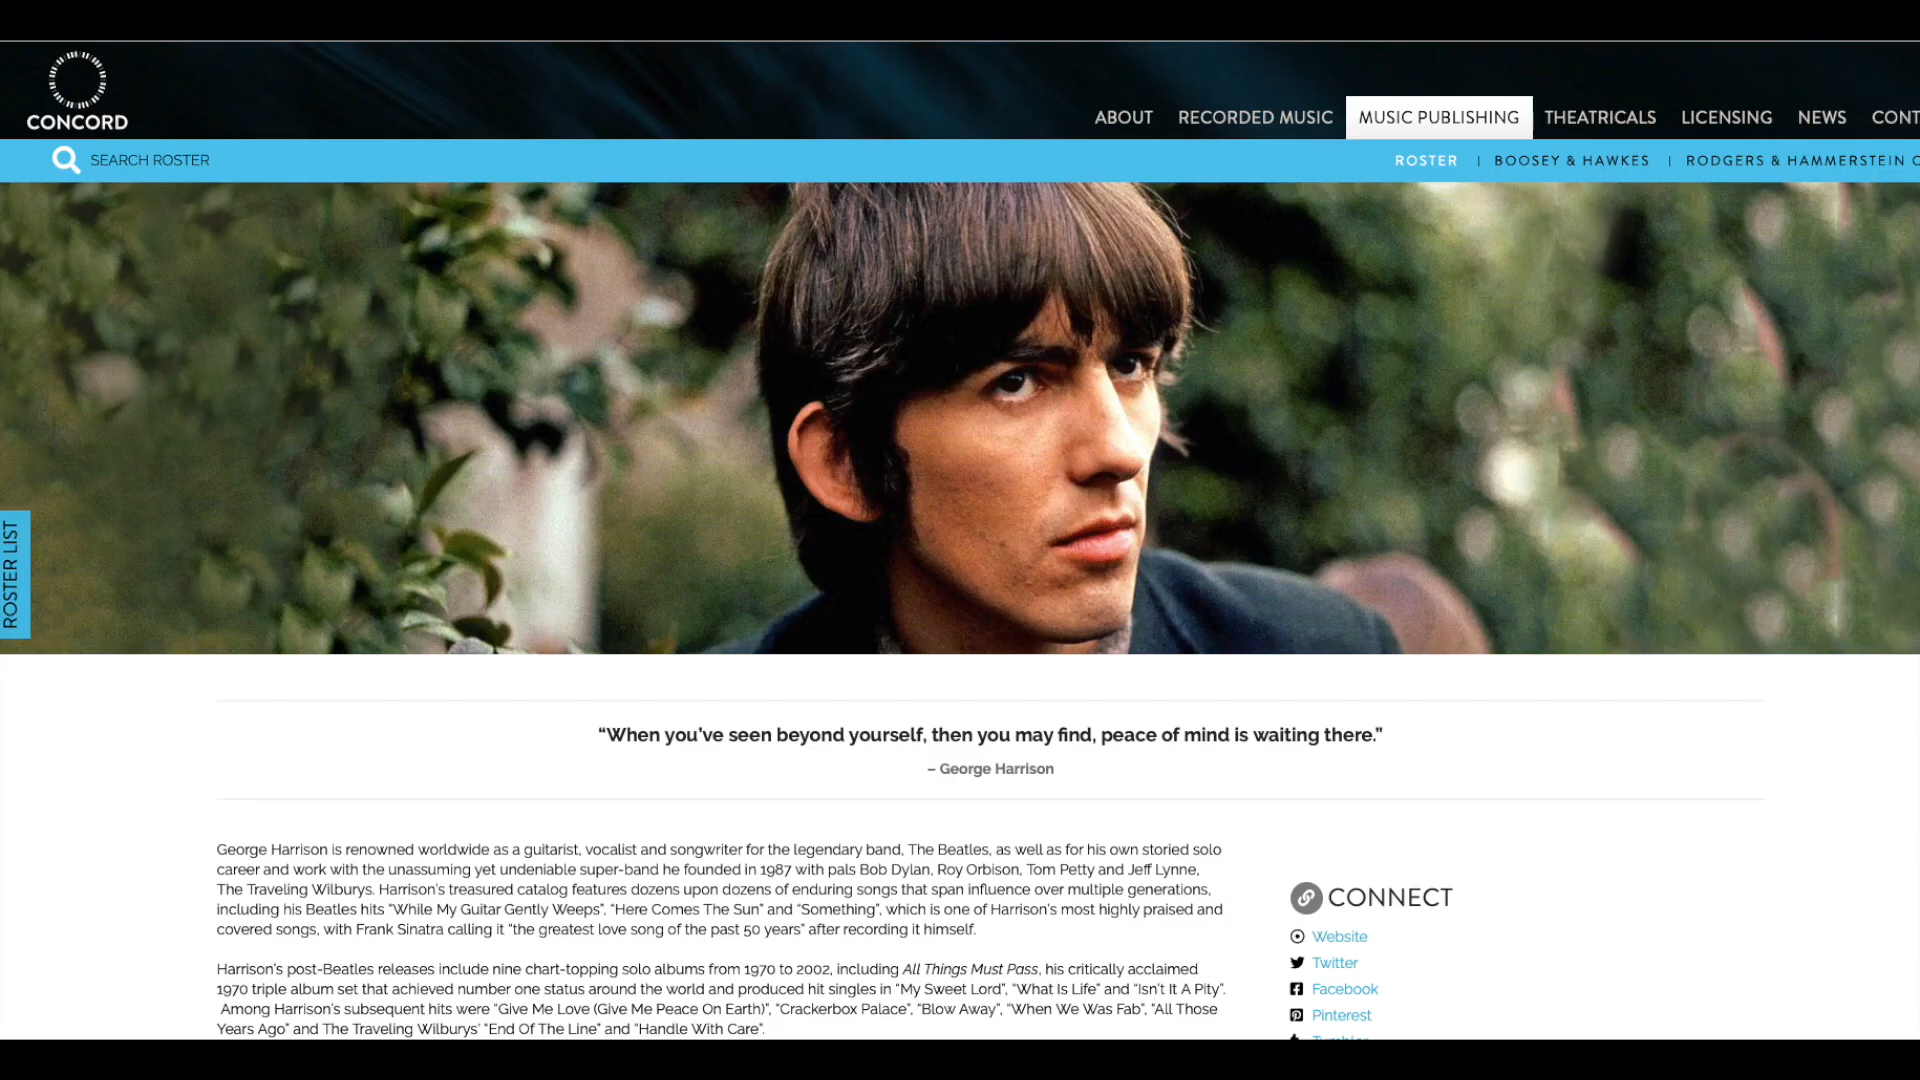 CONCORD
ABOUT RECORDED MUSIC MUSIC PUBLISHING THEATRICALS LICENSING NEWS CONT
SEARCH ROSTER
ROSTER | BOOSEY & HAWKES | RODGERS & HAMMERSTEIN
ROSTER LIST
“When you’ve seen beyond yourself, then you may find, peace of mind is waiting there.”
– George Harrison
George Harrison is renowned worldwide as a guitarist, vocalist and songwriter for the legendary band, The Beatles, as well as for his own storied solo
career and work with the unassuming yet undeniable super-band he founded in 1987 with pals Bob Dylan, Roy Orbison, Tom Petty and Jeff Lynne,
The Traveling Wilburys. Harrison’s treasured catalog features dozens upon dozens of enduring songs that span influence over multiple generations,
including his Beatles hits “While My Guitar Gently Weeps”, “Here Comes The Sun” and “Something”, which is one of Harrison’s most highly praised and
covered songs, with Frank Sinatra calling it “the greatest love song of the past 50 years” after recording it himself.
Harrison’s post-Beatles releases include nine chart-topping solo albums from 1970 to 2002, including All Things Must Pass, his critically acclaimed
1970 triple album set that achieved number one status around the world and produced hit singles in “My Sweet Lord”, “What Is Life” and “Isn’t It A Pity”.
Among Harrison’s subsequent hits were “Give Me Love (Give Me Peace On Earth)”, “Crackerbox Palace”, “Blow Away”, “When We Was Fab”, “All Those
Years Ago” and The Traveling Wilburys’ “End Of The Line” and “Handle With Care”.
CONNECT
Website
Twitter
Facebook
Pinterest